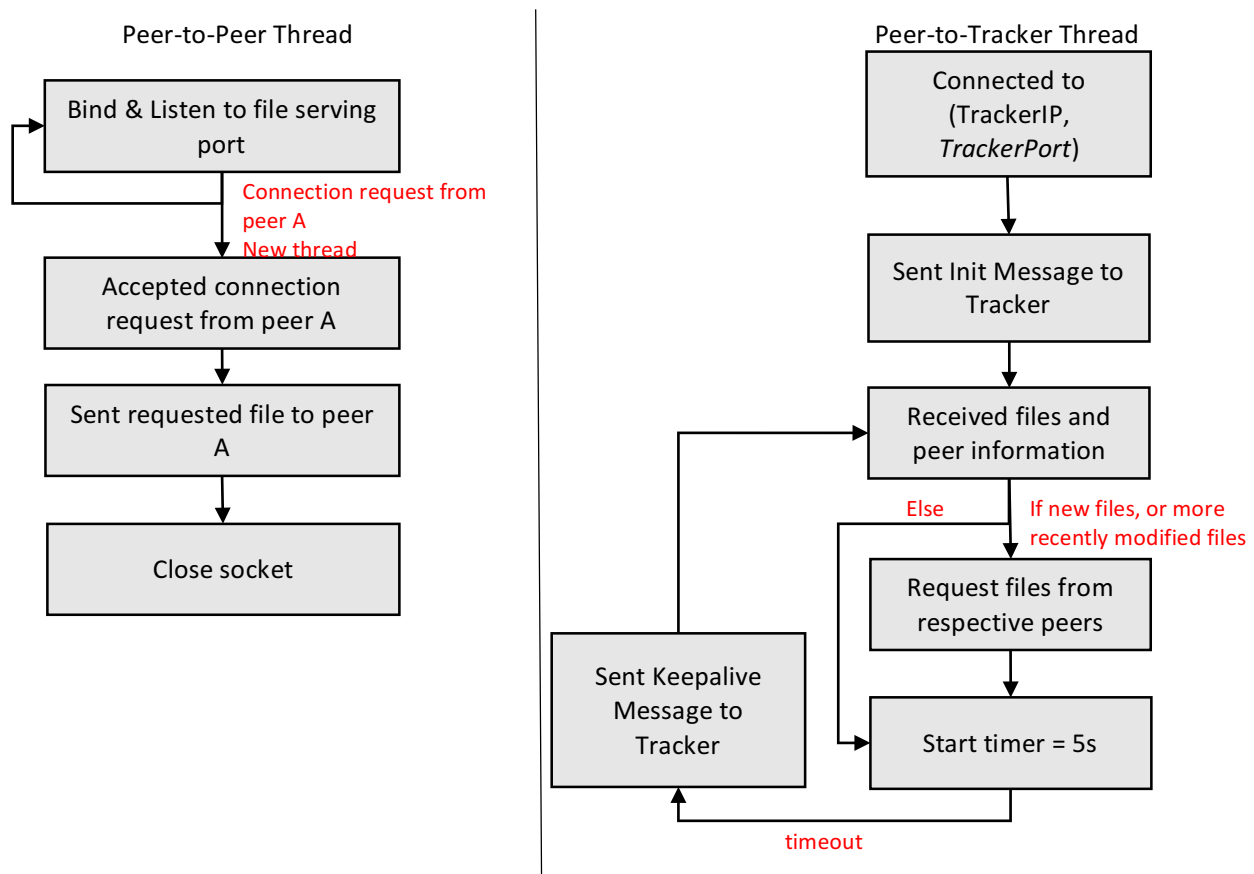 Peer-to-Peer Thread
Bind & Listen to file serving
port
Connection request from
peer A
New thread
Accepted connection
request from peer A
Sent requested file to peer
A
Close socket
Peer-to-Tracker Thread
Connected to
(TrackerIP,
TrackerPort)
Sent Init Message to
Tracker
Received files and
peer information
Else
If new files, or more
recently modified files
Request files from
respective peers
Sent Keepalive
Message to
Tracker
Start timer = 5s
timeout